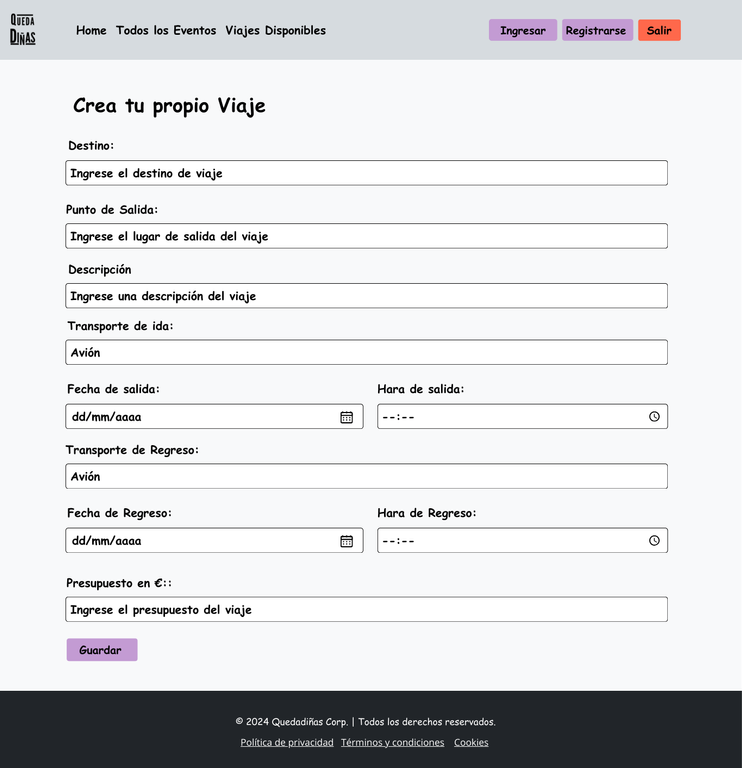 QUEDA
DIÑAS
Home Todos los Eventos Viajes Disponibles Ingresar Registrarse Salir
Crea tu propio Viaje
Destino:
Ingrese el destino de viaje
Punto de Salida:
Ingrese el lugar de salida del viaje
Descripción
Ingrese una descripción del viaje
Transporte de ida:
Avión
Fecha de salida: Hara de salida:
dd/mm/aaaa --:--
Transporte de Regreso:
Avión
Fecha de Regreso: Hara de Regreso:
dd/mm/aaaa --:--
Presupuesto en €::
Ingrese el presupuesto del viaje
Guardar
© 2024 Quedadiñas Corp. | Todos los derechos reservados.
Política de privacidad Términos y condiciones Cookies